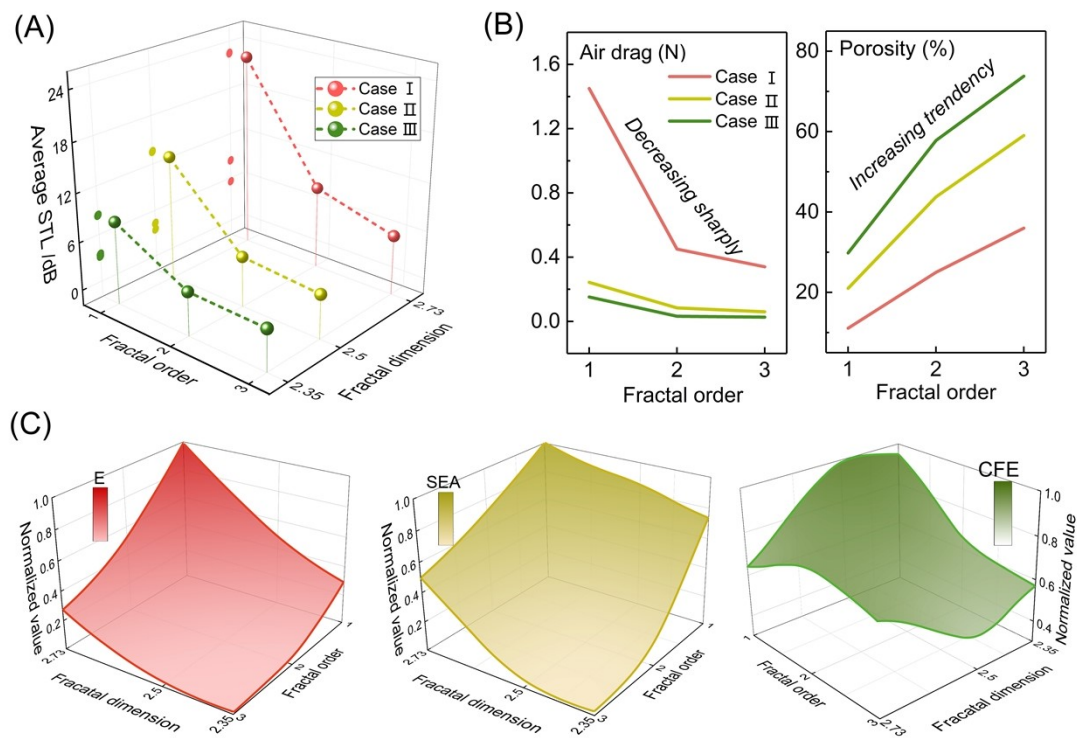 (A)
24
18
12
6
0
Average STL /dB
Case Ⅰ
Case Ⅱ
Case Ⅲ
1
2
3
Fractal order
2.35
2.5
2.73
Fractal dimension
(B)
Air drag (N)
1.6
1.2
0.8
0.4
0.0
Case Ⅰ
Case Ⅱ
Case Ⅲ
Decreasing sharply
1 2 3
Fractal order
Porosity (%)
80
60
40
20
Increasing trendency
1 2 3
Fractal order
(C)
E
1.0
0.8
0.6
0.4
0.2
Normalized value
2.73
2.5
2.35
Fracatal dimension
3
2
1
Fractal order
SEA
1.0
0.8
0.6
0.4
0.2
Normalized value
2.73
2.5
2.35
Fracatal dimension
3
2
1
Fractal order
CFE
1.0
0.8
0.6
0.4
Normalized value
1
2
3
Fractal order
2.73
2.5
2.35
Fracatal dimension